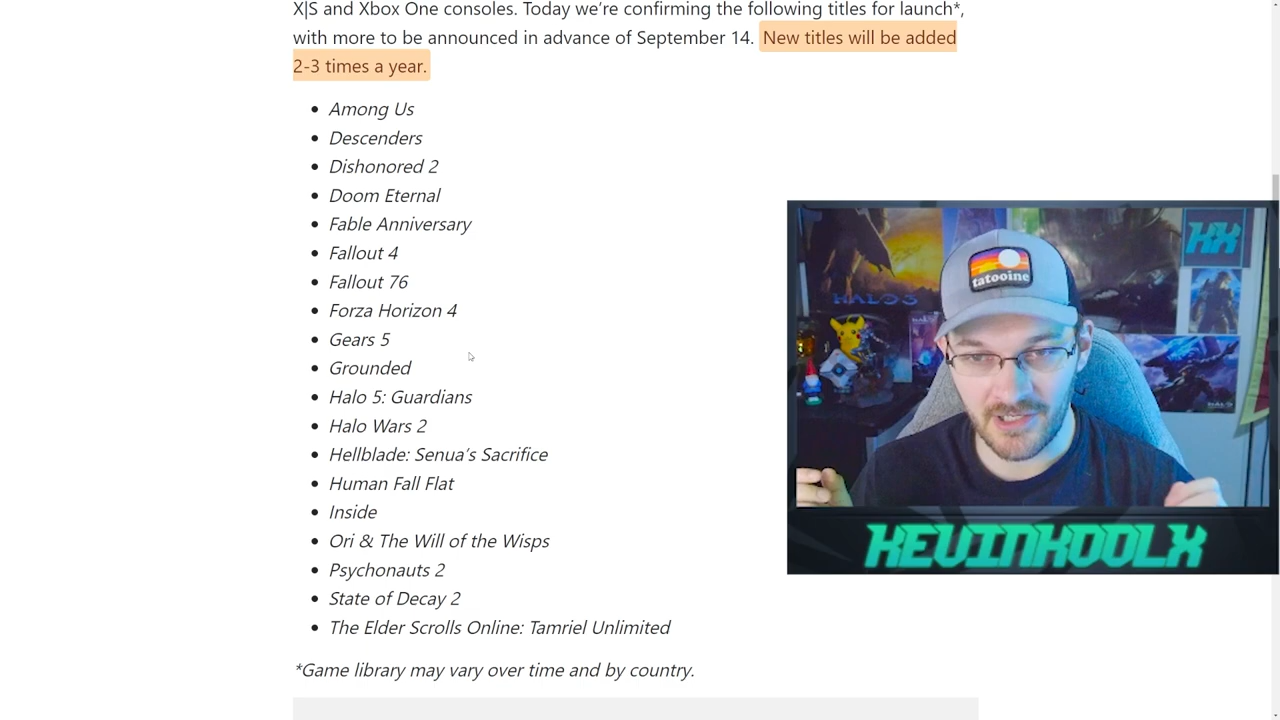 X|S and Xbox One consoles. Today we're confirming the following titles for launch*,
with more to be announced in advance of September 14. New titles will be added
2-3 times a year.
• Among Us
• Descenders
• Dishonored 2
• Doom Eternal
• Fable Anniversary
• Fallout 4
• Fallout 76
• Forza Horizon 4
• Gears 5
• Grounded
• Halo 5: Guardians
• Halo Wars 2
• Hellblade: Senua's Sacrifice
• Human Fall Flat
• Inside
• Ori & The Will of the Wisps
• Psychonauts 2
• State of Decay 2
• The Elder Scrolls Online: Tamriel Unlimited
*Game library may vary over time and by country.
KX
tatooine
HALO 3
HALO
KEVINKOOLX